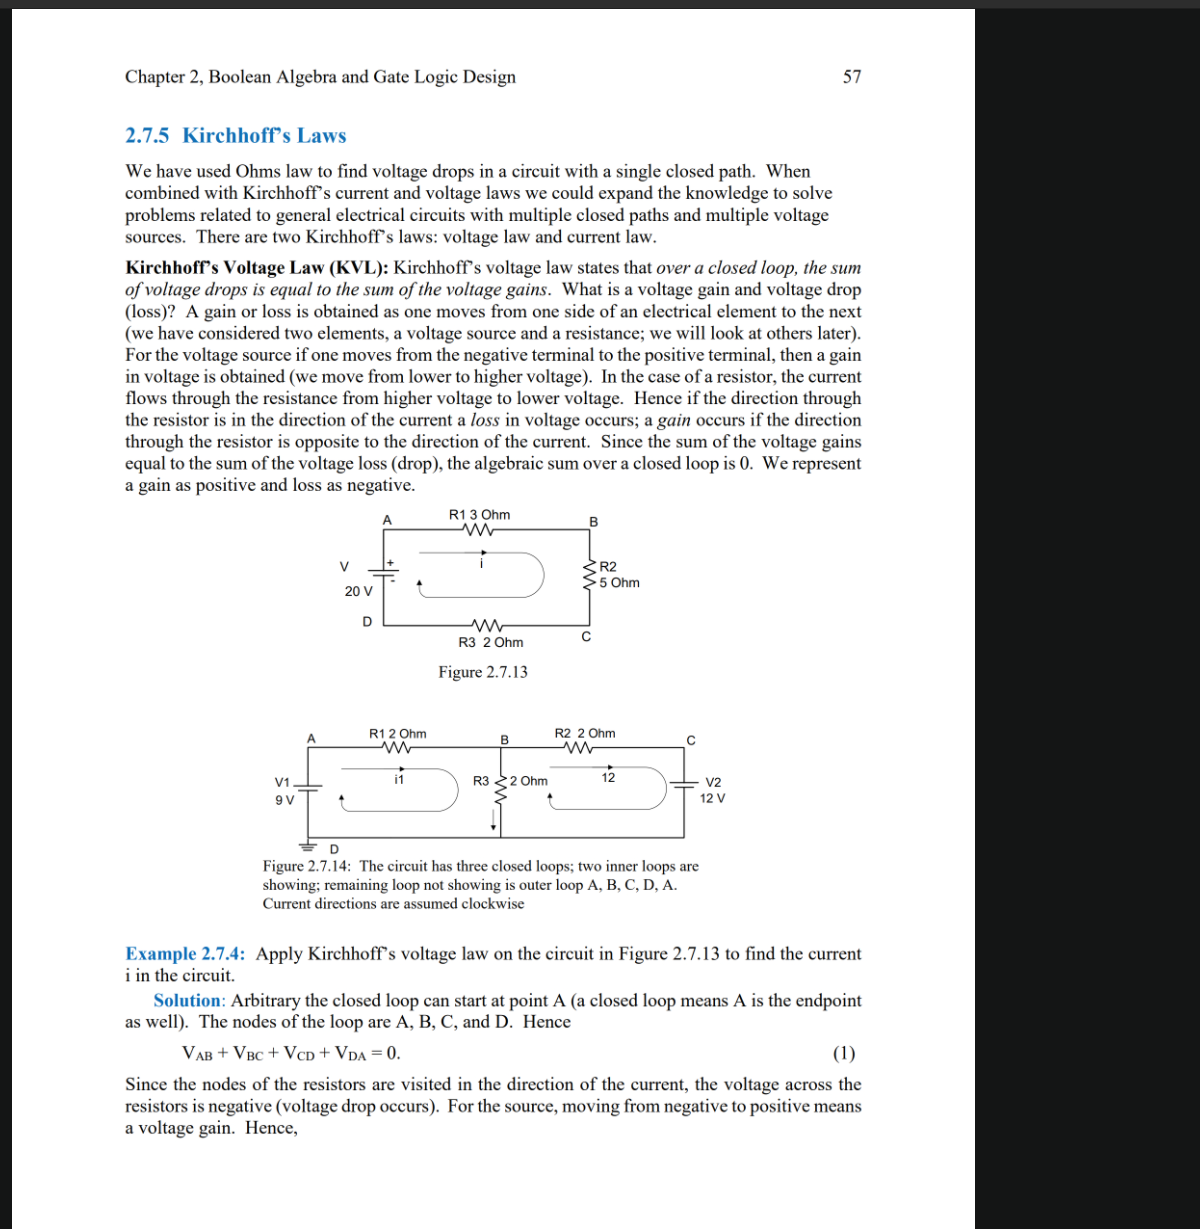 Chapter 2, Boolean Algebra and Gate Logic Design 57
2.7.5 Kirchhoff's Laws
We have used Ohms law to find voltage drops in a circuit with a single closed path. When
combined with Kirchhoff's current and voltage laws we could expand the knowledge to solve
problems related to general electrical circuits with multiple closed paths and multiple voltage
sources. There are two Kirchhoff's laws: voltage law and current law.
Kirchhoff's Voltage Law (KVL): Kirchhoff's voltage law states that over a closed loop, the sum
of voltage drops is equal to the sum of the voltage gains. What is a voltage gain and voltage drop
(loss)? A gain or loss is obtained as one moves from one side of an electrical element to the next
(we have considered two elements, a voltage source and a resistance; we will look at others later).
For the voltage source if one moves from the negative terminal to the positive terminal, then a gain
in voltage is obtained (we move from lower to higher voltage). In the case of a resistor, the current
flows through the resistance from higher voltage to lower voltage. Hence if the direction through
the resistor is in the direction of the current a loss in voltage occurs; a gain occurs if the direction
through the resistor is opposite to the direction of the current. Since the sum of the voltage gains
equal to the sum of the voltage loss (drop), the algebraic sum over a closed loop is 0. We represent
a gain as positive and loss as negative.
A R1 3 Ohm B
V + i R2
- 5 Ohm
20 V
D R3 2 Ohm C
Figure 2.7.13
A R1 2 Ohm B R2 2 Ohm C
V1 i1 R3 2 Ohm 12 V2
9 V 12 V
D
Figure 2.7.14: The circuit has three closed loops; two inner loops are
showing; remaining loop not showing is outer loop A, B, C, D, A.
Current directions are assumed clockwise
Example 2.7.4: Apply Kirchhoff's voltage law on the circuit in Figure 2.7.13 to find the current
i in the circuit.
Solution: Arbitrary the closed loop can start at point A (a closed loop means A is the endpoint
as well). The nodes of the loop are A, B, C, and D. Hence
VAB + VBC + VCD + VDA = 0. (1)
Since the nodes of the resistors are visited in the direction of the current, the voltage across the
resistors is negative (voltage drop occurs). For the source, moving from negative to positive means
a voltage gain. Hence,